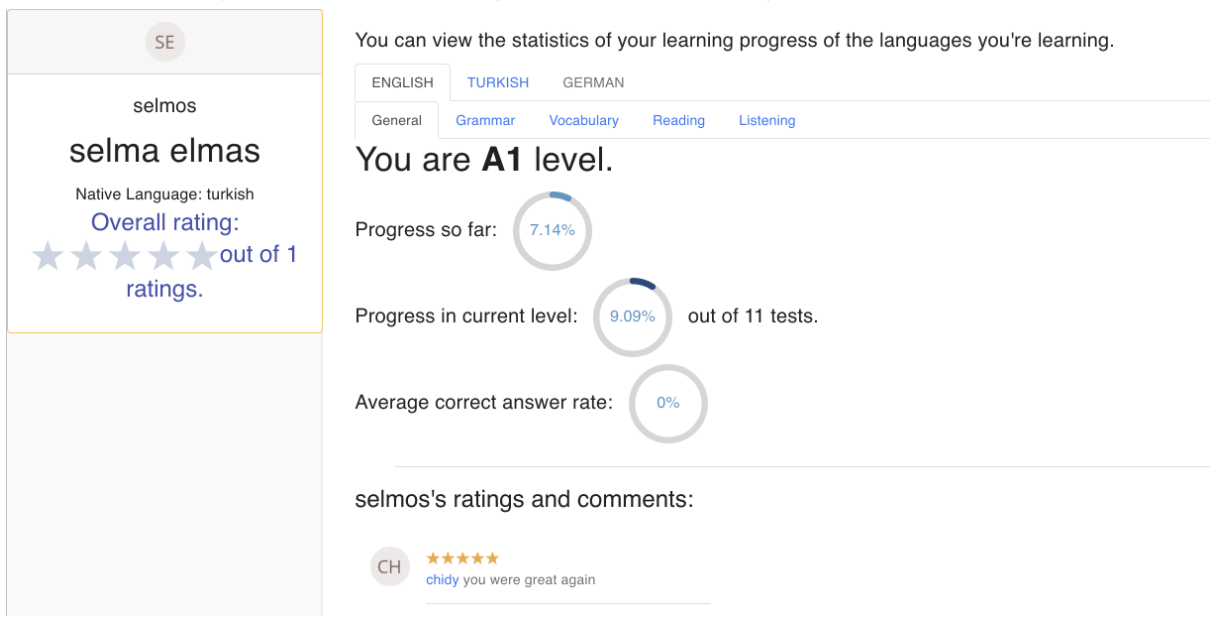 SE
selmos
selma elmas
Native Language: turkish
Overall rating:
out of 1
ratings.
You can view the statistics of your learning progress of the languages you're learning.
ENGLISH TURKISH GERMAN
General Grammar Vocabulary Reading Listening
You are A1 level.
Progress so far: 7.14%
Progress in current level: 9.09% out of 11 tests.
Average correct answer rate: 0%
selmos's ratings and comments:
CH
chidy you were great again